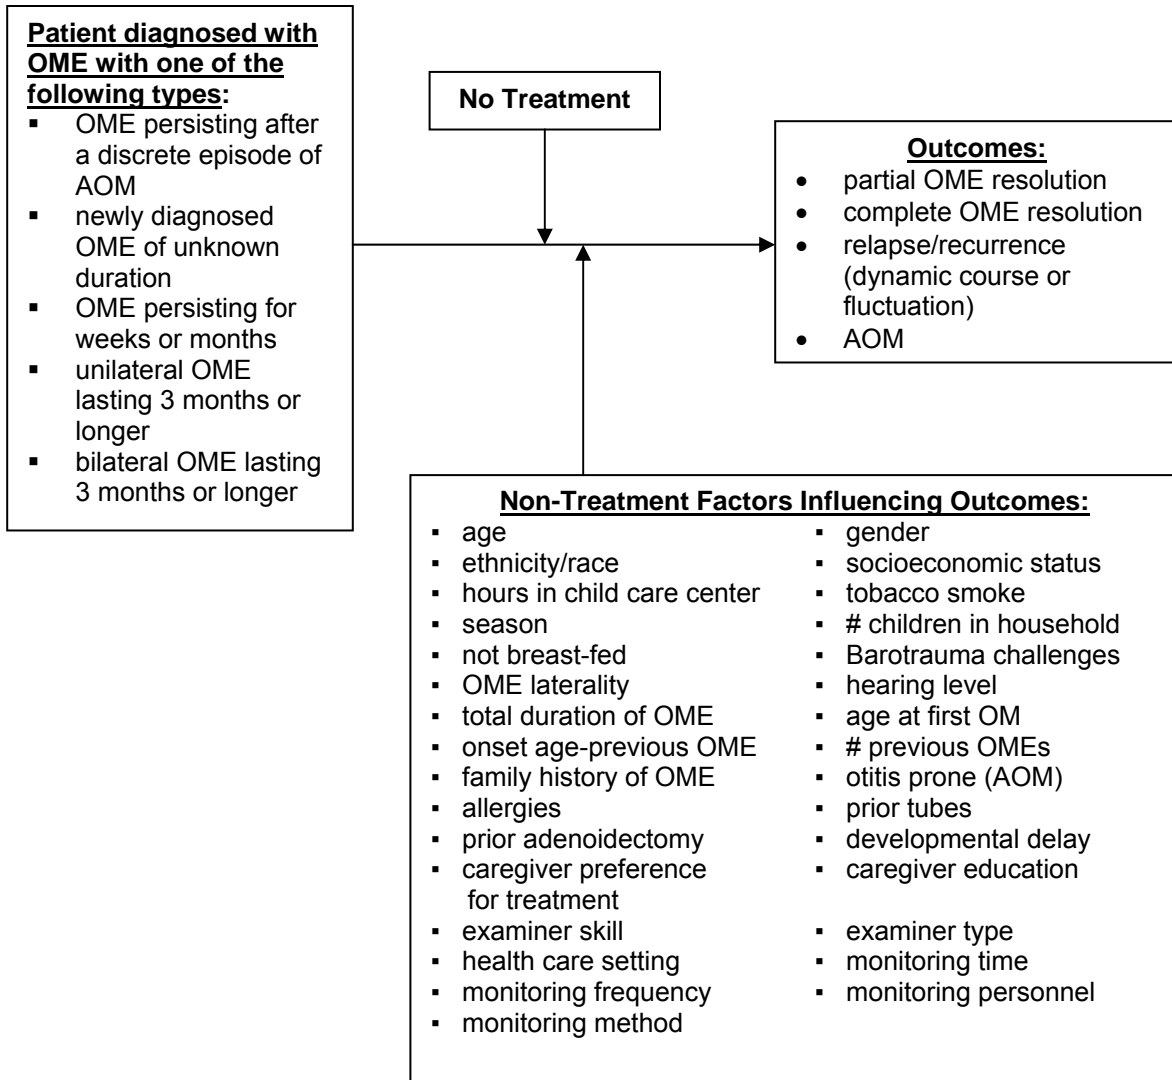 Patient diagnosed with
OME with one of the
following types:
▪ OME persisting after
a discrete episode of
AOM
▪ newly diagnosed
OME of unknown
duration
▪ OME persisting for
weeks or months
▪ unilateral OME
lasting 3 months or
longer
▪ bilateral OME lasting
3 months or longer
No Treatment
Outcomes:
• partial OME resolution
• complete OME resolution
• relapse/recurrence
(dynamic course or
fluctuation)
• AOM
Non-Treatment Factors Influencing Outcomes:
▪ age ▪ gender
▪ ethnicity/race ▪ socioeconomic status
▪ hours in child care center ▪ tobacco smoke
▪ season ▪ # children in household
▪ not breast-fed ▪ Barotrauma challenges
▪ OME laterality ▪ hearing level
▪ total duration of OME ▪ age at first OM
▪ onset age-previous OME ▪ # previous OMEs
▪ family history of OME ▪ otitis prone (AOM)
▪ allergies ▪ prior tubes
▪ prior adenoidectomy ▪ developmental delay
▪ caregiver preference ▪ caregiver education
for treatment
▪ examiner skill ▪ examiner type
▪ health care setting ▪ monitoring time
▪ monitoring frequency ▪ monitoring personnel
▪ monitoring method